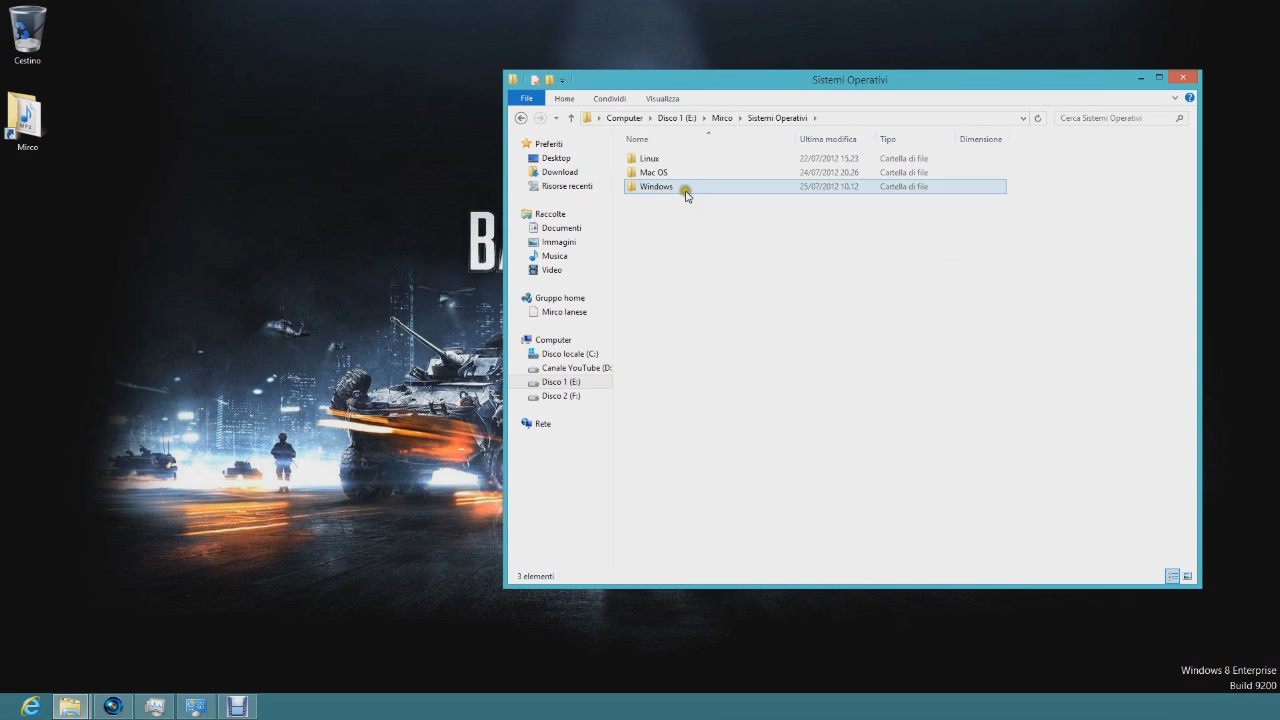 Cestino
Mirco
BA
Sistemi Operativi
File Home Condividi Visualizza
Computer Disco 1 (E:) Mirco Sistemi Operativi
Cerca Sistemi Operativi
Nome Ultima modifica Tipo Dimensione
Linux 22/07/2012 15.23 Cartella di file
Mac OS 24/07/2012 20.26 Cartella di file
Windows 25/07/2012 10.12 Cartella di file
Preferiti
Desktop
Download
Risorse recenti
Raccolte
Documenti
Immagini
Musica
Video
Gruppo home
Mirco Ianese
Computer
Disco locale (C:)
Canale YouTube (D:
Disco 1 (E:)
Disco 2 (F:)
Rete
3 elementi
Windows 8 Enterprise
Build 9200